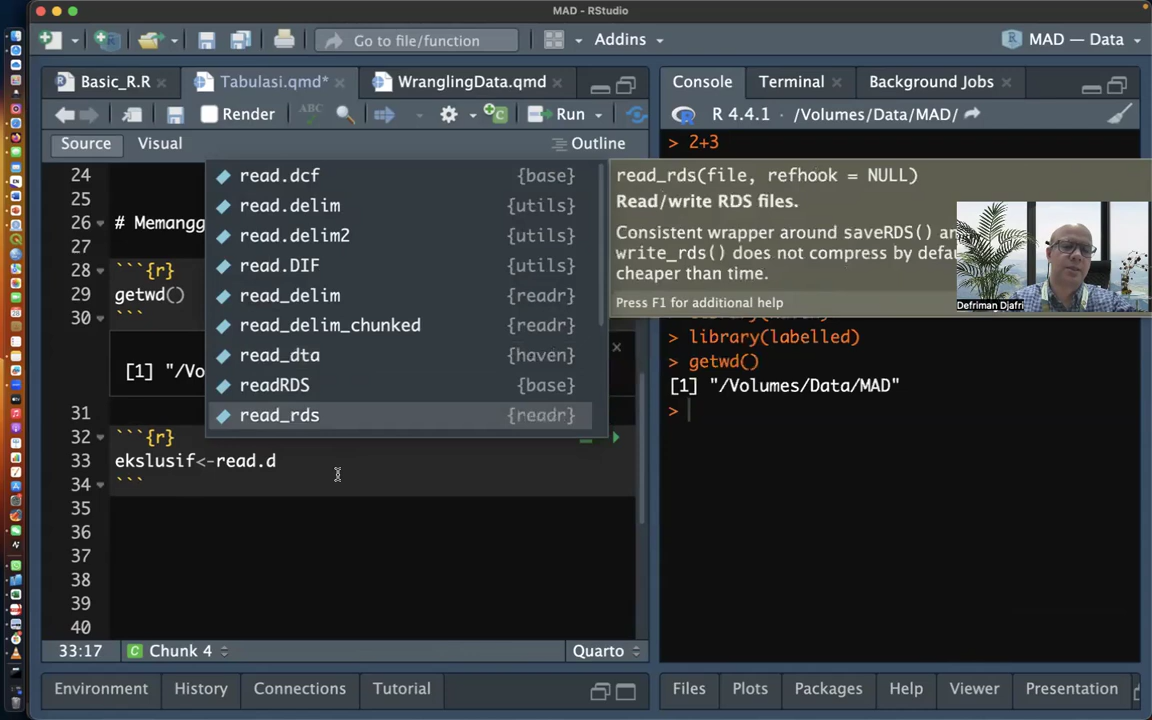 MAD - RStudio
Go to file/function
Addins
MAD — Data
Basic_R.R
Tabulasi.qmd*
WranglingData.qmd
Render
ABC
Run
Source
Visual
Outline
24
25
26 # Memangg
27
28 ```{r}
29 getwd()
30 ```
[1] "/Vo
31
32 ```{r}
33 ekslusif<-read.d
34 ```
35
36
37
38
39
40
read.dcf {base}
read.delim {utils}
read.delim2 {utils}
read.DIF {utils}
read_delim {readr}
read_delim_chunked {readr}
read_dta {haven}
readRDS {base}
read_rds {readr}
33:17
C Chunk 4
Quarto
Environment
History
Connections
Tutorial
Console
Terminal
Background Jobs
R 4.4.1 · /Volumes/Data/MAD/
> 2+3
read_rds(file, refhook = NULL)
Read/write RDS files.
Consistent wrapper around saveRDS() an
write_rds() does not compress by defa
cheaper than time.
Press F1 for additional help
Defriman Djafri
> library(labelled)
> getwd()
[1] "/Volumes/Data/MAD"
>
Files
Plots
Packages
Help
Viewer
Presentation